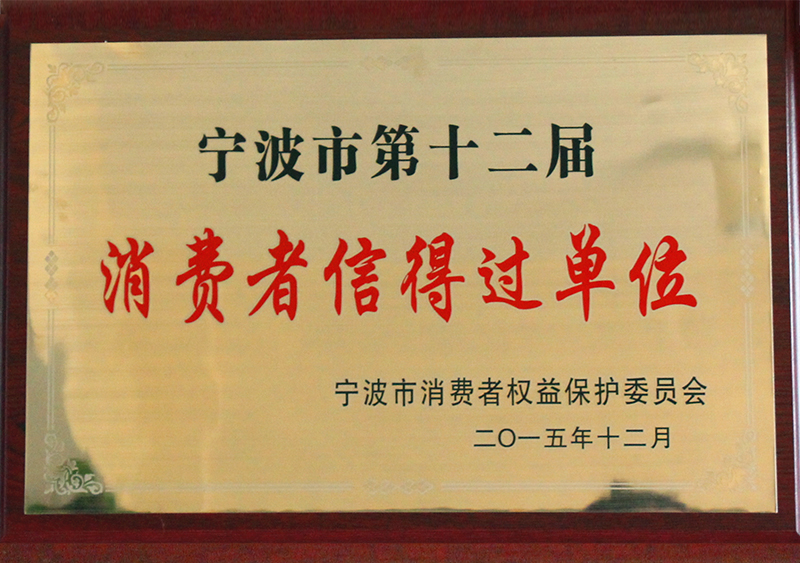 宁波市第十二届
消费者信得过单位
宁波市消费者权益保护委员会
二〇一五年十二月